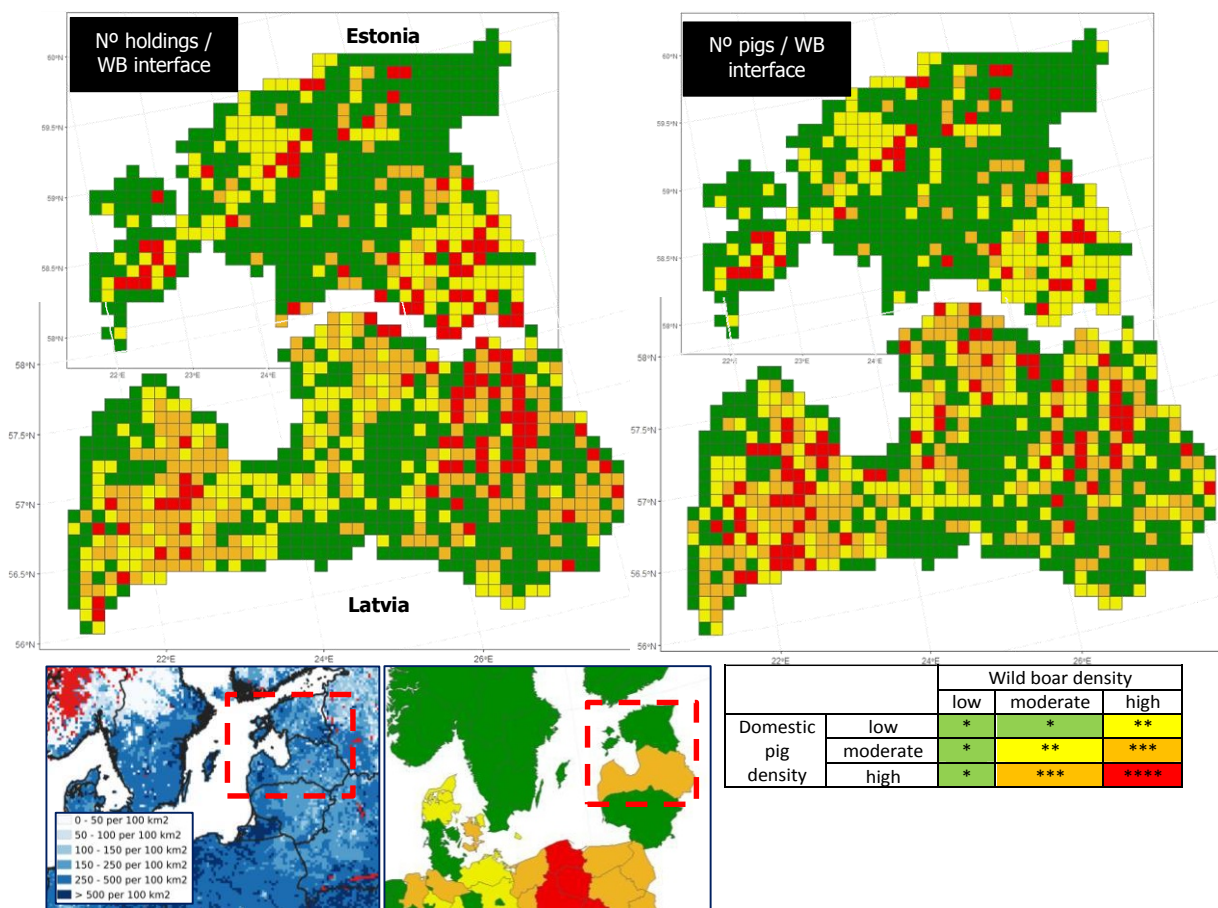 Nº holdings /
WB interface
Estonia
60°N
59.5°N
59°N
58.5°N
58°N
22°E
23°E
24°E
58°N
57.5°N
57°N
56.5°N
56°N
22°E
24°E
26°E
Latvia
Nº pigs / WB
interface
60°N
59.5°N
59°N
58.5°N
22°E
23°E
24°E
58°N
57.5°N
57°N
56.5°N
56°N
22°E
24°E
26°E
0 - 50 per 100 km2
50 - 100 per 100 km2
100 - 150 per 100 km2
150 - 250 per 100 km2
250 - 500 per 100 km2
> 500 per 100 km2
Wild boar density
low moderate high
Domestic pig density
low * * **
moderate * ** ***
high * *** ****